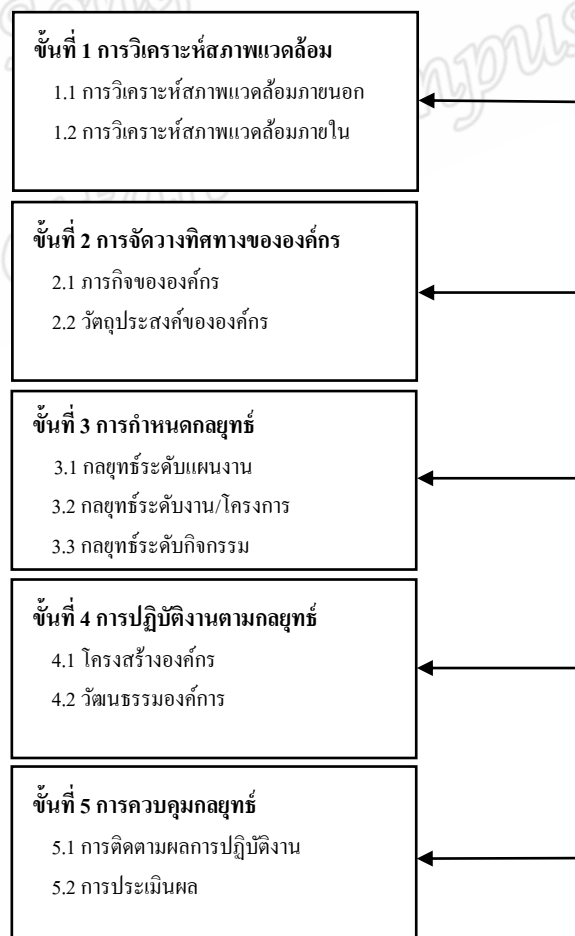 ขั้นที่ 1 การวิเคราะห์สภาพแวดล้อม
1.1 การวิเคราะห์สภาพแวดล้อมภายนอก
1.2 การวิเคราะห์สภาพแวดล้อมภายใน
ขั้นที่ 2 การจัดวางทิศทางขององค์กร
2.1 ภารกิจขององค์กร
2.2 วัตถุประสงค์ขององค์กร
ขั้นที่ 3 การกำหนดกลยุทธ์
3.1 กลยุทธ์ระดับแผนงาน
3.2 กลยุทธ์ระดับงาน/โครงการ
3.3 กลยุทธ์ระดับกิจกรรม
ขั้นที่ 4 การปฏิบัติงานตามกลยุทธ์
4.1 โครงสร้างองค์กร
4.2 วัฒนธรรมองค์การ
ขั้นที่ 5 การควบคุมกลยุทธ์
5.1 การติดตามผลการปฏิบัติงาน
5.2 การประเมินผล